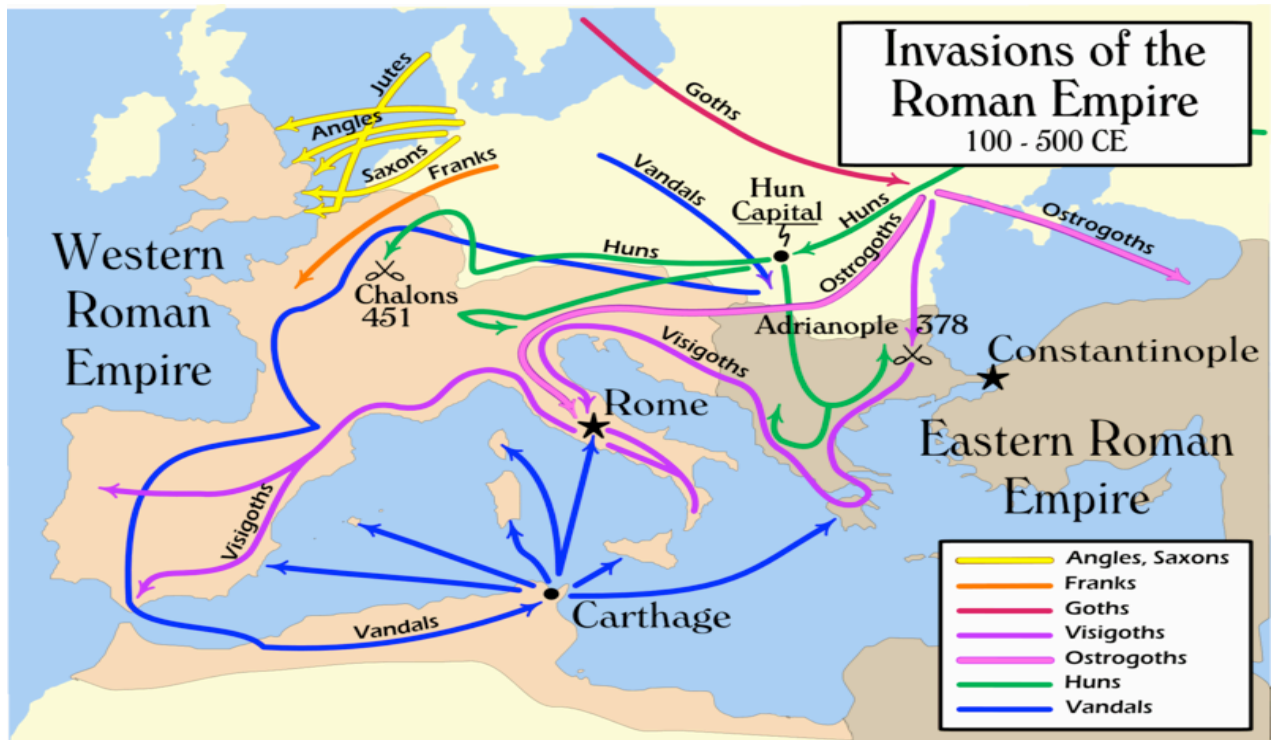 Invasions of the
Roman Empire
100 - 500 CE
Jutes
Angles
Saxons
Franks
Goths
Vandals
Hun
Capital
Huns
Ostrogoths
Ostrogoths
Huns
Western
Roman
Empire
Chalons
451
Adrianople 378
Visigoths
Constantinople
Rome
Eastern Roman
Empire
Visigoths
Carthage
Vandals
Angles, Saxons
Franks
Goths
Visigoths
Ostrogoths
Huns
Vandals